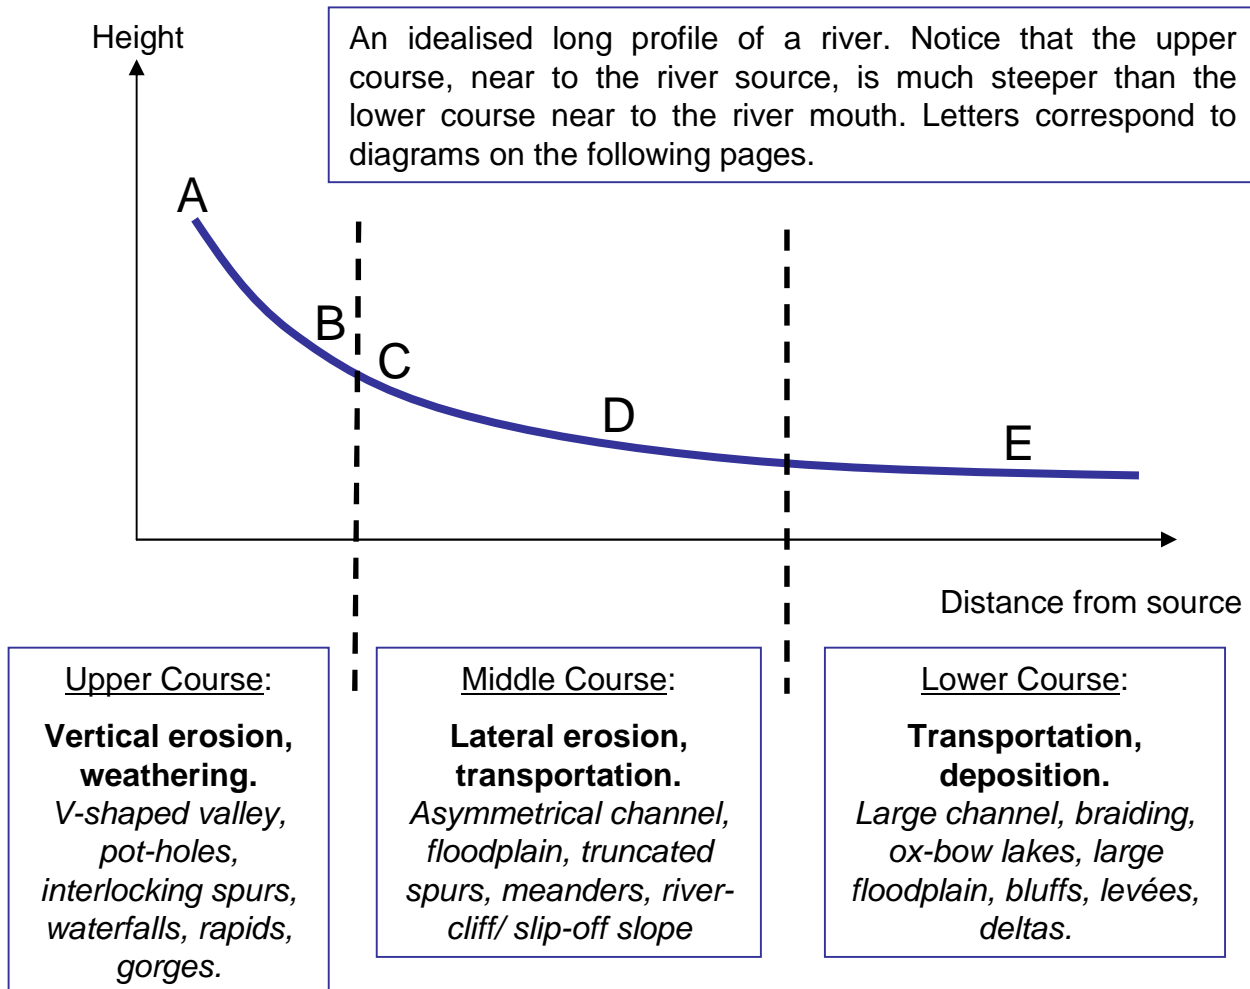 Height
An idealised long profile of a river. Notice that the upper
course, near to the river source, is much steeper than the
lower course near to the river mouth. Letters correspond to
diagrams on the following pages.
A
B
C
D
E
Distance from source
Upper Course:
Vertical erosion,
weathering.
V-shaped valley,
pot-holes,
interlocking spurs,
waterfalls, rapids,
gorges.
Middle Course:
Lateral erosion,
transportation.
Asymmetrical channel,
floodplain, truncated
spurs, meanders, river-
cliff/ slip-off slope
Lower Course:
Transportation,
deposition.
Large channel, braiding,
ox-bow lakes, large
floodplain, bluffs, levées,
deltas.